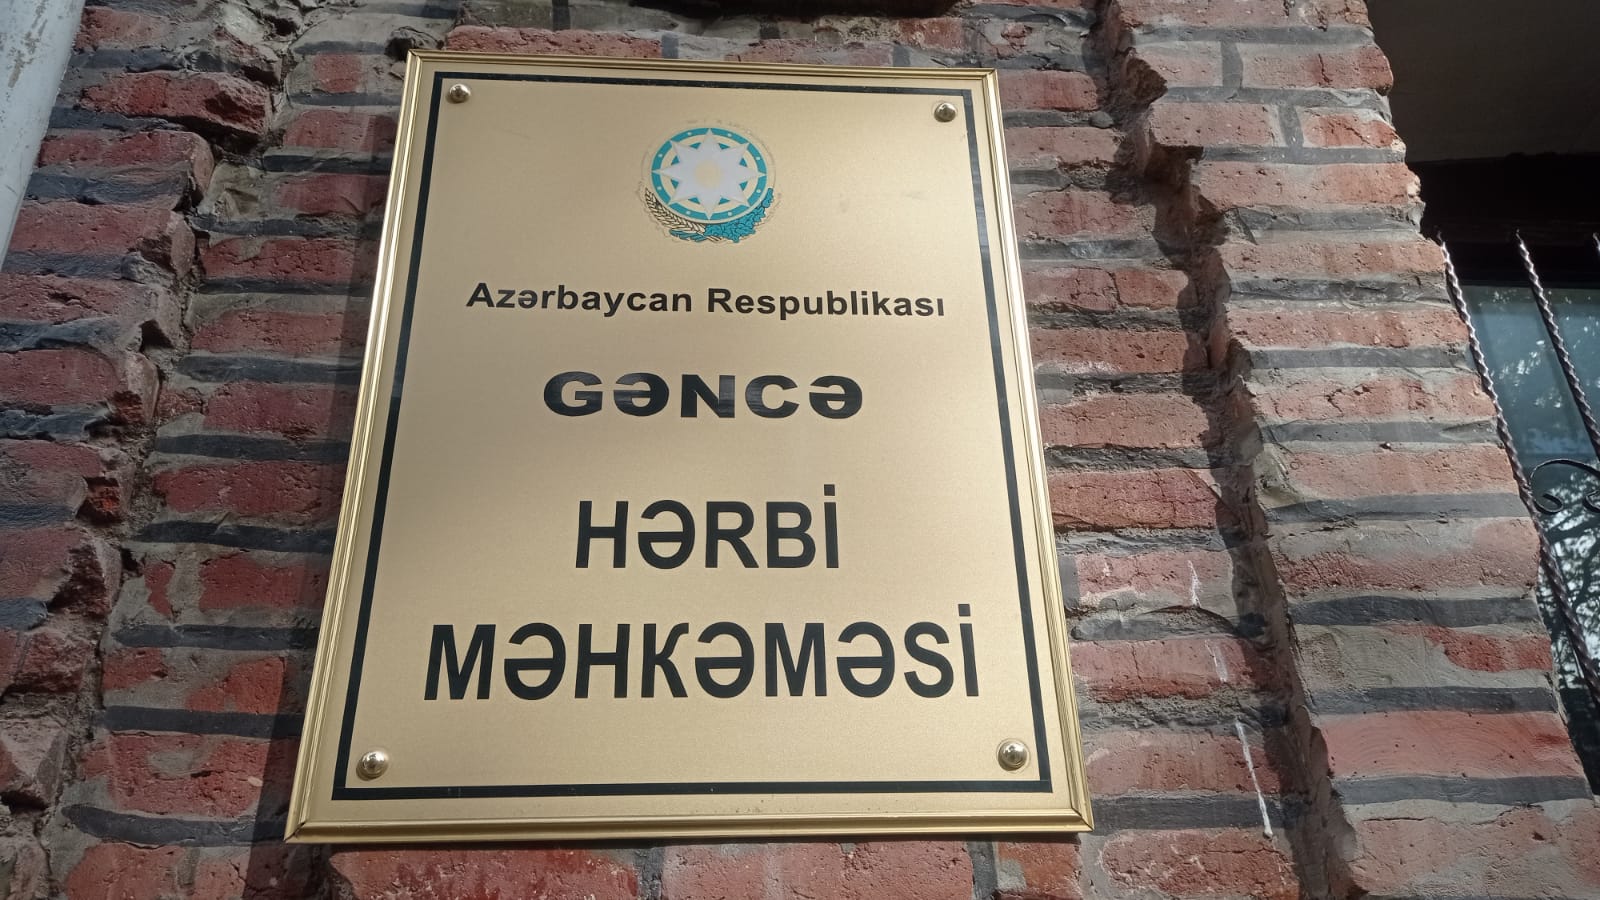 Azərbaycan Respublikası
GƏNCƏ
HƏRBİ
MƏHKƏMƏSİ